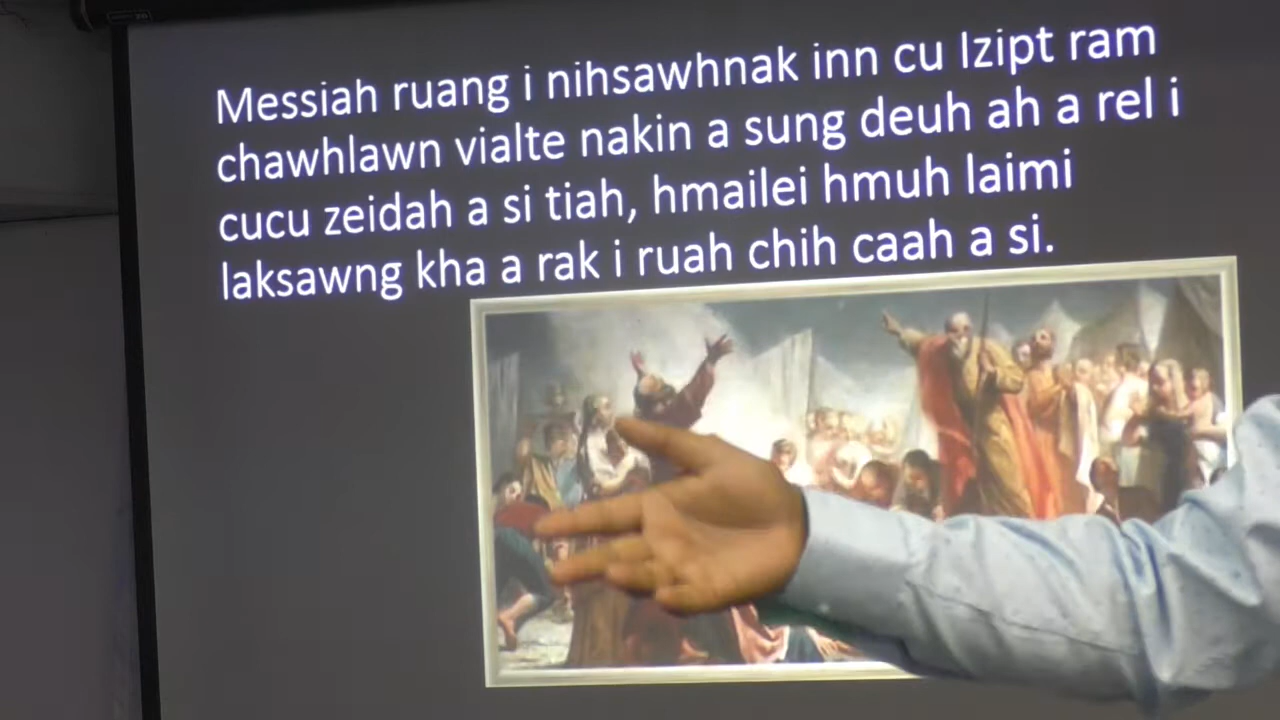 Messiah ruang i nihsawhnak inn cu Izipt ram
chawhlawn vialte nakin a sung deuh ah a rel i
cucu zeidah a si tiah, hmailei hmuh laimi
laksawng kha a rak i ruah chih caah a si.